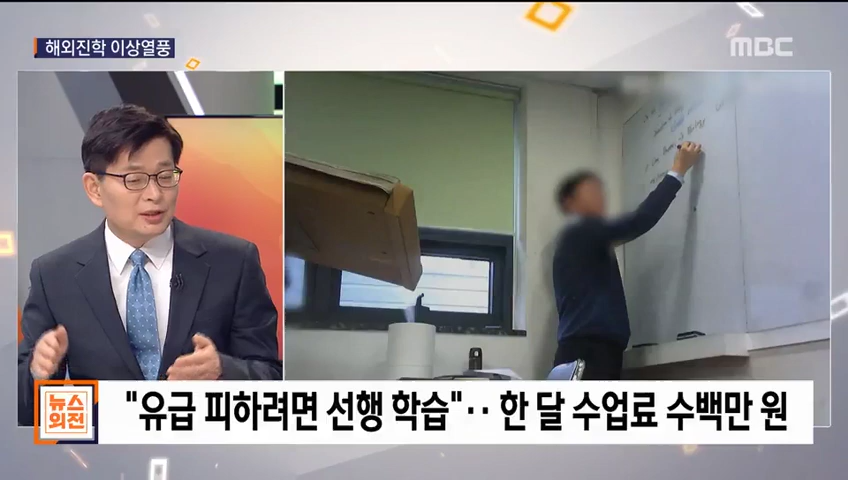 해외진학 이상열풍
MBC
뉴스
외전
"유급 피하려면 선행 학습"‥ 한 달 수업료 수백만 원